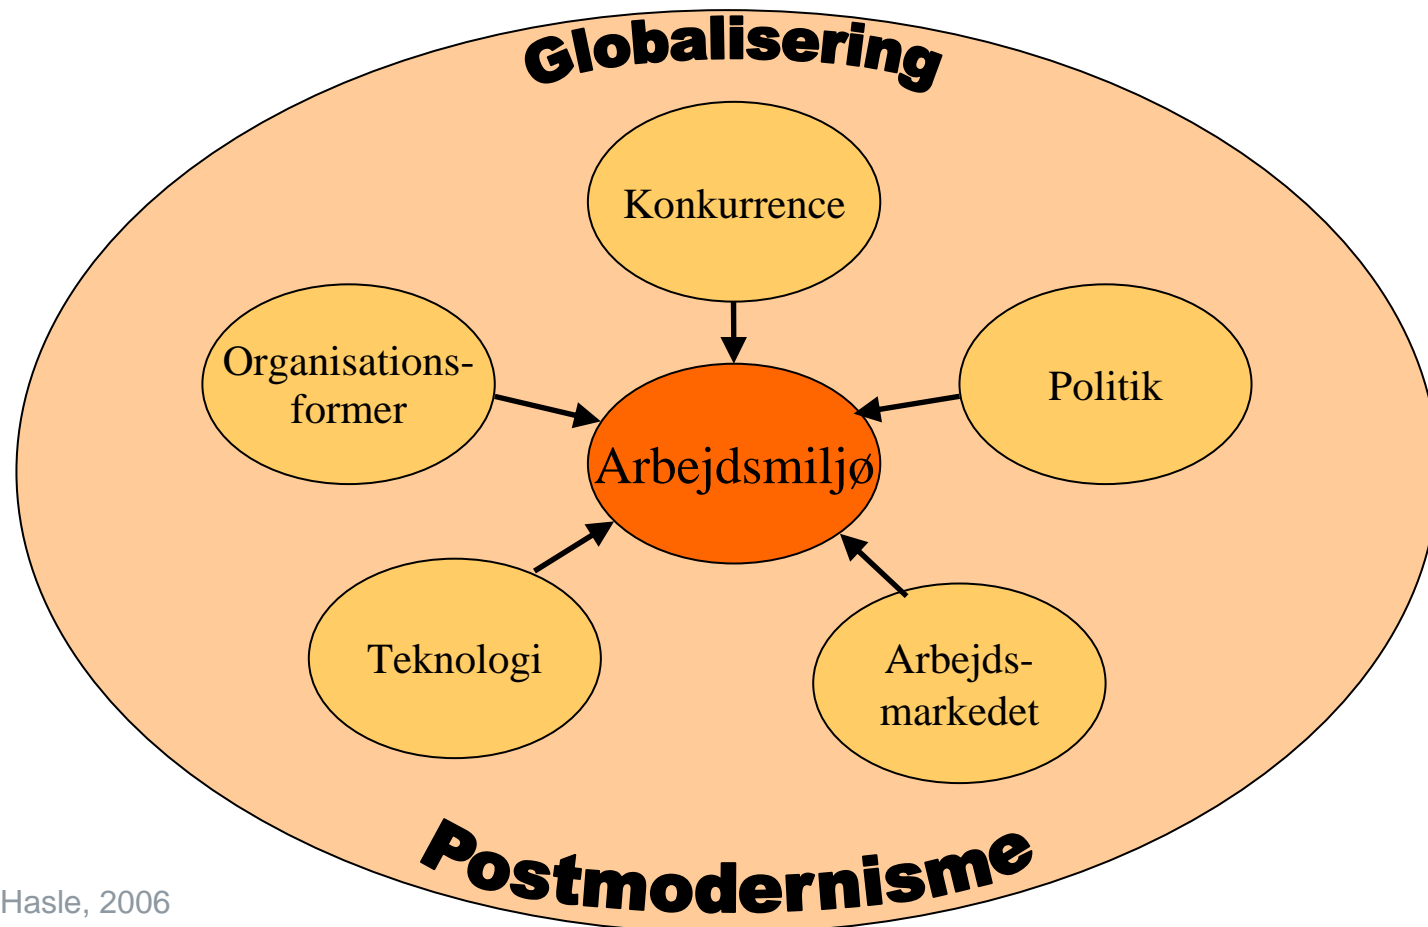 Globalisering
Konkurrence
Organisations-
former
Politik
Arbejdsmiljø
Teknologi
Arbejds-
markedet
Postmodernisme
Hasle, 2006